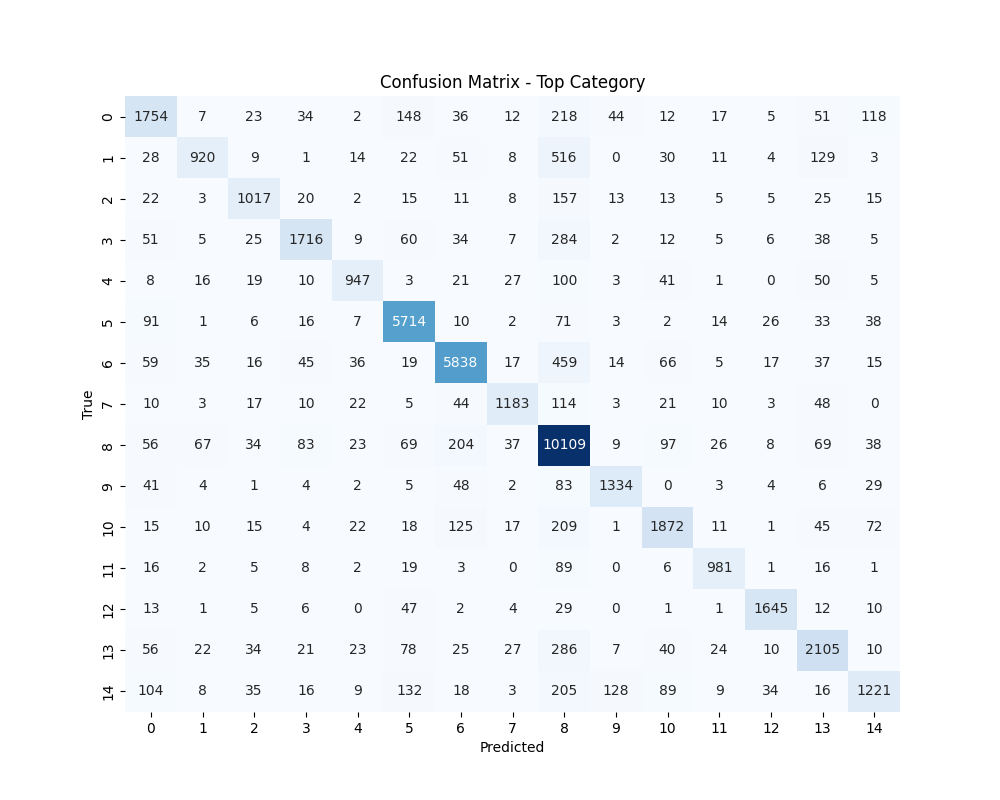 Confusion Matrix - Top Category
0 1754 7 23 34 2 148 36 12 218 44 12 17 5 51 118
1 28 920 9 1 14 22 51 8 516 0 30 11 4 129 3
2 22 3 1017 20 2 15 11 8 157 13 13 5 5 25 15
3 51 5 25 1716 9 60 34 7 284 2 12 5 6 38 5
4 8 16 19 10 947 3 21 27 100 3 41 1 0 50 5
5 91 1 6 16 7 5714 10 2 71 3 2 14 26 33 38
6 59 35 16 45 36 19 5838 17 459 14 66 5 17 37 15
True
7 10 3 17 10 22 5 44 1183 114 3 21 10 3 48 0
8 56 67 34 83 23 69 204 37 10109 9 97 26 8 69 38
9 41 4 1 4 2 5 48 2 83 1334 0 3 4 6 29
10 15 10 15 4 22 18 125 17 209 1 1872 11 1 45 72
11 16 2 5 8 2 19 3 0 89 0 6 981 1 16 1
12 13 1 5 6 0 47 2 4 29 0 1 1 1645 12 10
13 56 22 34 21 23 78 25 27 286 7 40 24 10 2105 10
14 104 8 35 16 9 132 18 3 205 128 89 9 34 16 1221
0 1 2 3 4 5 6 7 8 9 10 11 12 13 14
Predicted